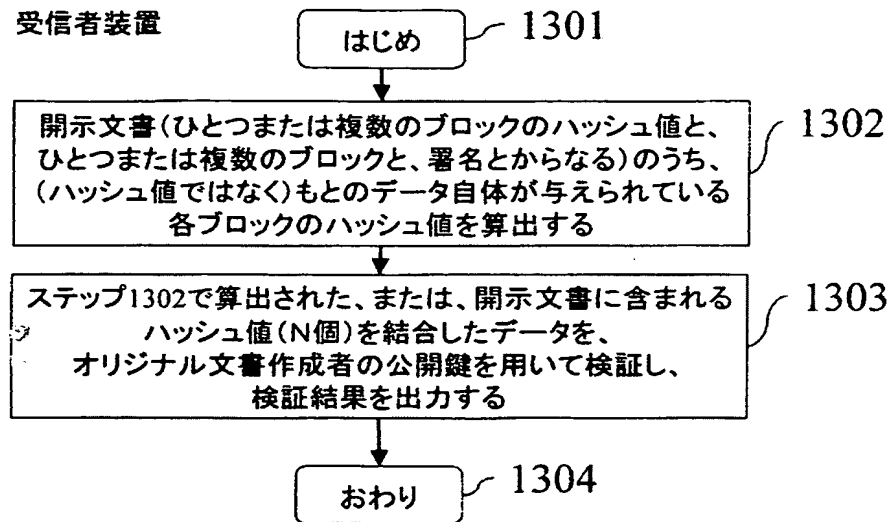 受信者装置
はじめ
1301
開示文書(ひとつまたは複数のブロックのハッシュ値と、
ひとつまたは複数のブロックと、署名とからなる)のうち、
(ハッシュ値ではなく)もとのデータ自体が与えられている
各ブロックのハッシュ値を算出する
1302
ステップ1302で算出された、または、開示文書に含まれる
ハッシュ値(N個)を結合したデータを、
オリジナル文書作成者の公開鍵を用いて検証し、
検証結果を出力する
1303
おわり
1304